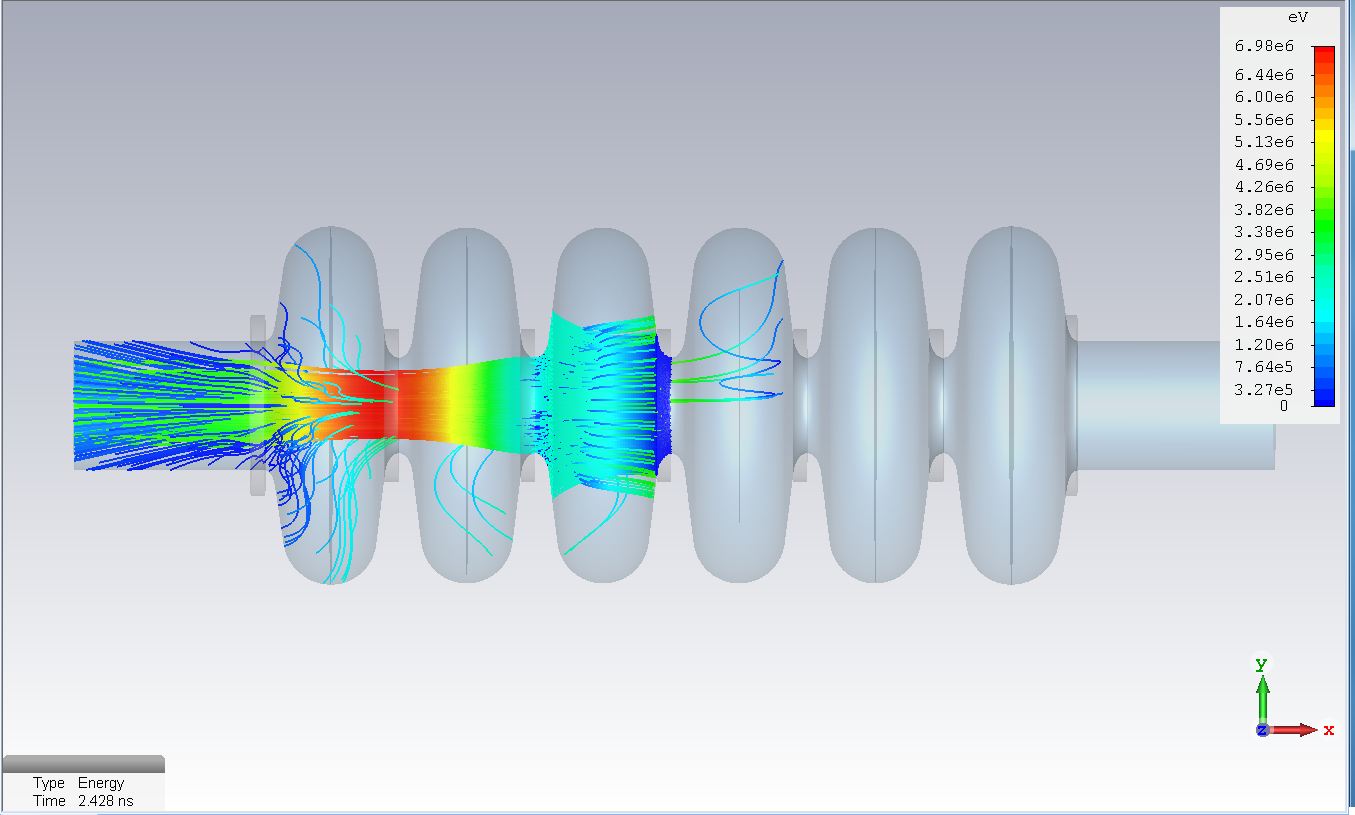 eV
6.98e6
6.44e6
6.00e6
5.56e6
5.13e6
4.69e6
4.26e6
3.82e6
3.38e6
2.95e6
2.51e6
2.07e6
1.64e6
1.20e6
7.64e5
3.27e5
0
y
z
x
Type Energy
Time 2.428 ns